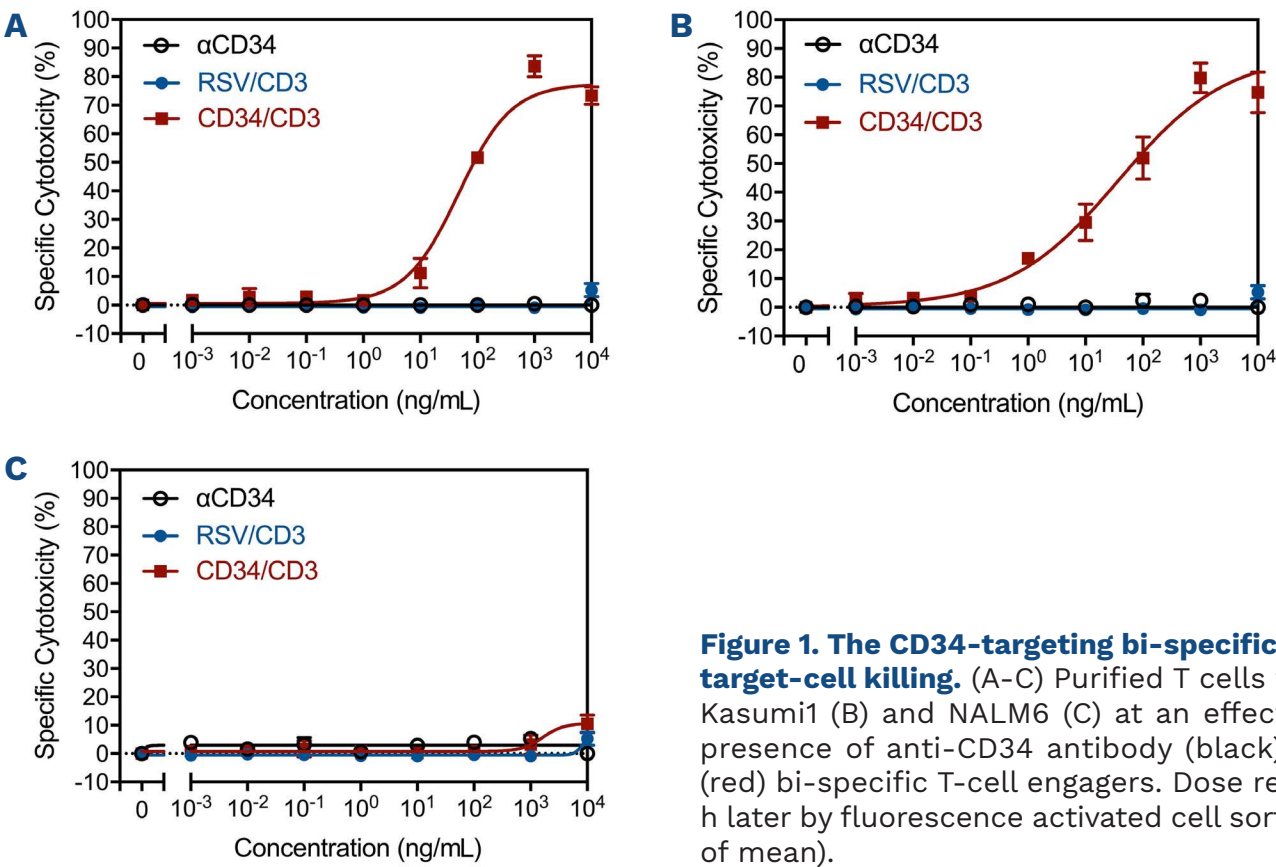 A
Specific Cytotoxicity (%)
100
90
80
70
60
50
40
30
20
10
0
-10
αCD34
RSV/CD3
CD34/CD3
0 10-3 10-2 10-1 100 101 102 103 104
Concentration (ng/mL)
B
Specific Cytotoxicity (%)
100
90
80
70
60
50
40
30
20
10
0
-10
αCD34
RSV/CD3
CD34/CD3
0 10-3 10-2 10-1 100 101 102 103 104
Concentration (ng/mL)
C
Specific Cytotoxicity (%)
100
90
80
70
60
50
40
30
20
10
0
-10
αCD34
RSV/CD3
CD34/CD3
0 10-3 10-2 10-1 100 101 102 103 104
Concentration (ng/mL)
Figure 1. The CD34-targeting bi-specific
target-cell killing. (A-C) Purified T cells
Kasumi1 (B) and NALM6 (C) at an effec
presence of anti-CD34 antibody (black)
(red) bi-specific T-cell engagers. Dose re
h later by fluorescence activated cell sor
of mean).